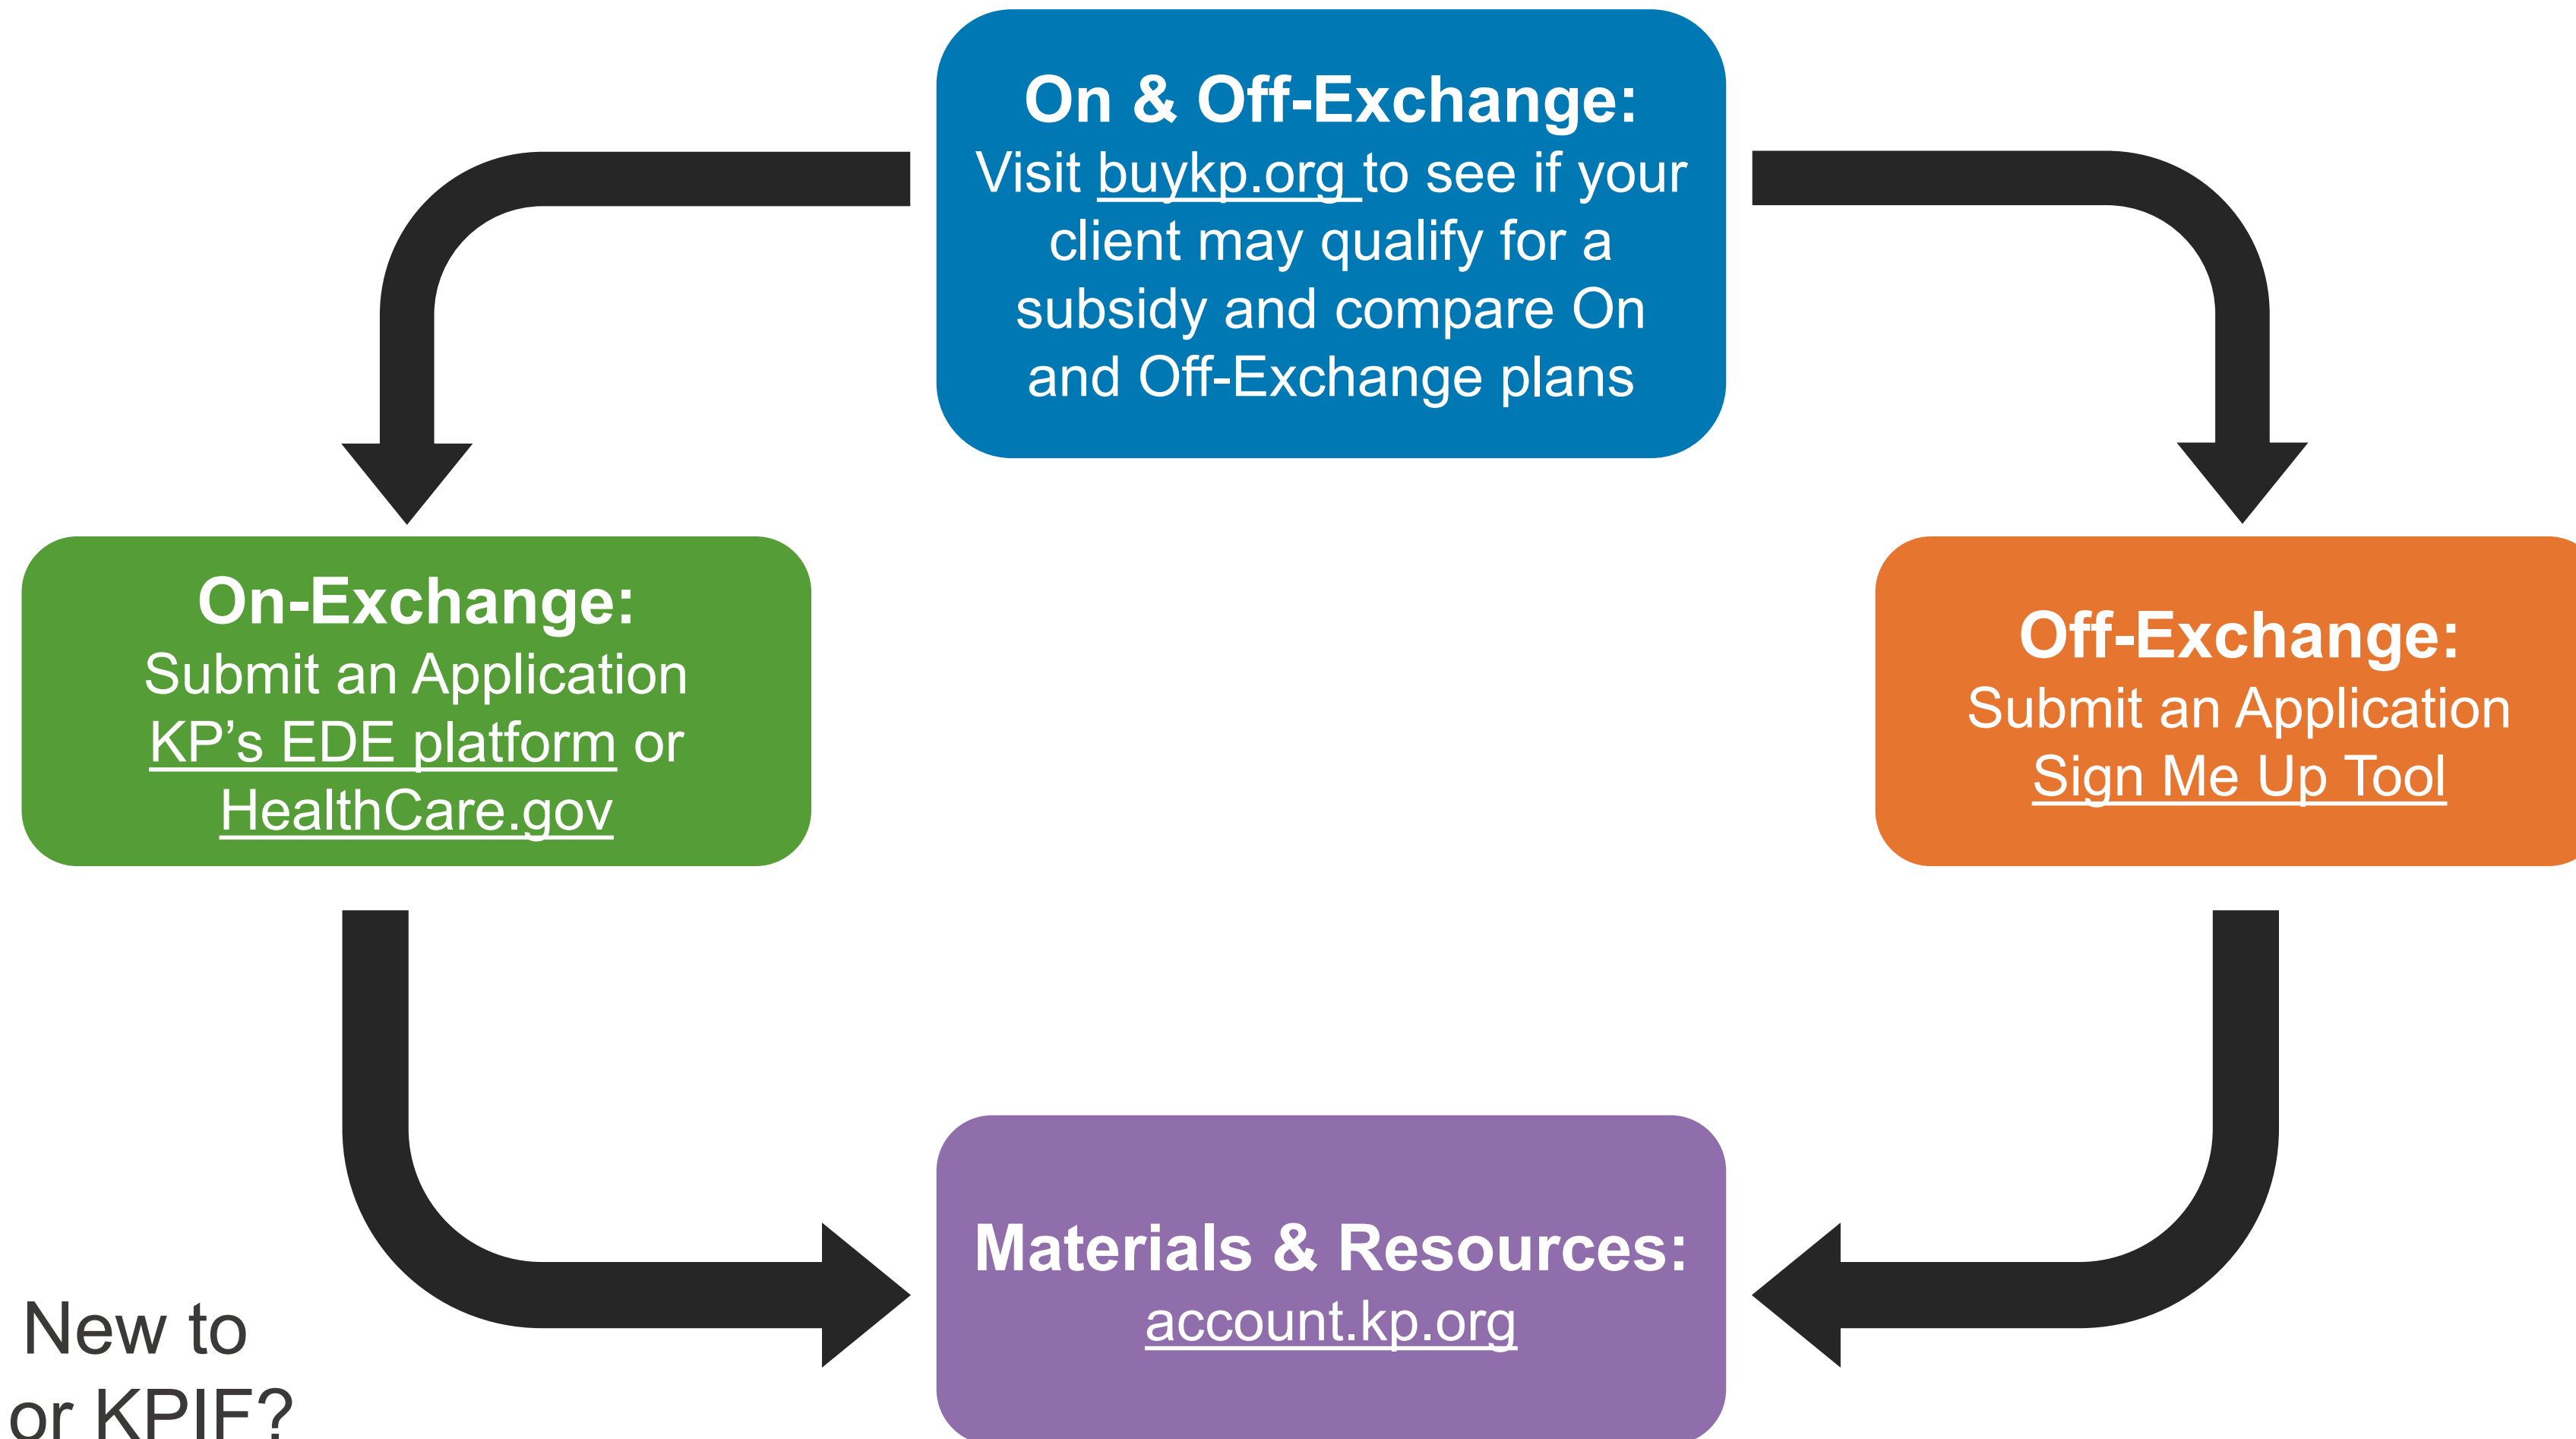 On & Off-Exchange:
Visit buykp.org to see if your
client may qualify for a
subsidy and compare On
and Off-Exchange plans
On-Exchange:
Submit an Application
KP’s EDE platform or
HealthCare.gov
Off-Exchange:
Submit an Application
Sign Me Up Tool
Materials & Resources:
account.kp.org
New to
or KPIF?